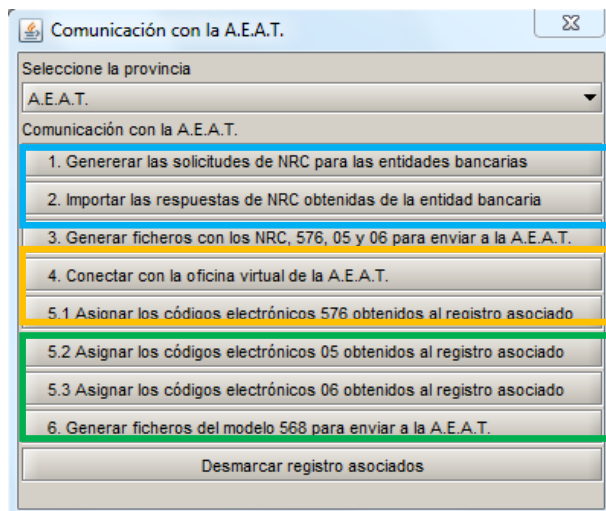 Comunicación con la A.E.A.T.
Seleccione la provincia
A.E.A.T.
Comunicación con la A.E.A.T.
1. Genererar las solicitudes de NRC para las entidades bancarias
2. Importar las respuestas de NRC obtenidas de la entidad bancaria
3. Generar ficheros con los NRC, 576, 05 y 06 para enviar a la A.E.A.T.
4. Conectar con la oficina virtual de la A.E.A.T.
5.1 Asignar los códigos electrónicos 576 obtenidos al registro asociado
5.2 Asignar los códigos electrónicos 05 obtenidos al registro asociado
5.3 Asignar los códigos electrónicos 06 obtenidos al registro asociado
6. Generar ficheros del modelo 568 para enviar a la A.E.A.T.
Desmarcar registro asociados